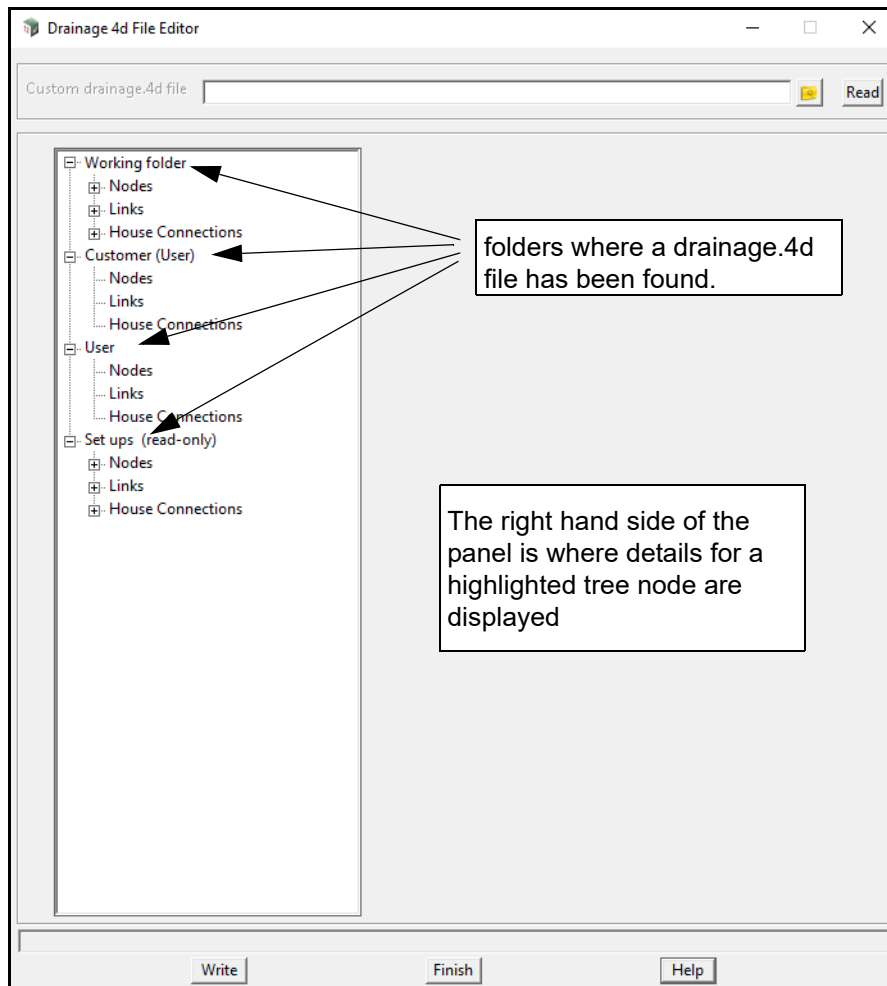 Drainage 4d File Editor
Custom drainage.4d file
Read
Working folder
Nodes
Links
House Connections
Customer (User)
Nodes
Links
House Connections
User
Nodes
Links
House Connections
Set ups (read-only)
Nodes
Links
House Connections
folders where a drainage.4d
file has been found.
The right hand side of the
panel is where details for a
highlighted tree node are
displayed
Write
Finish
Help